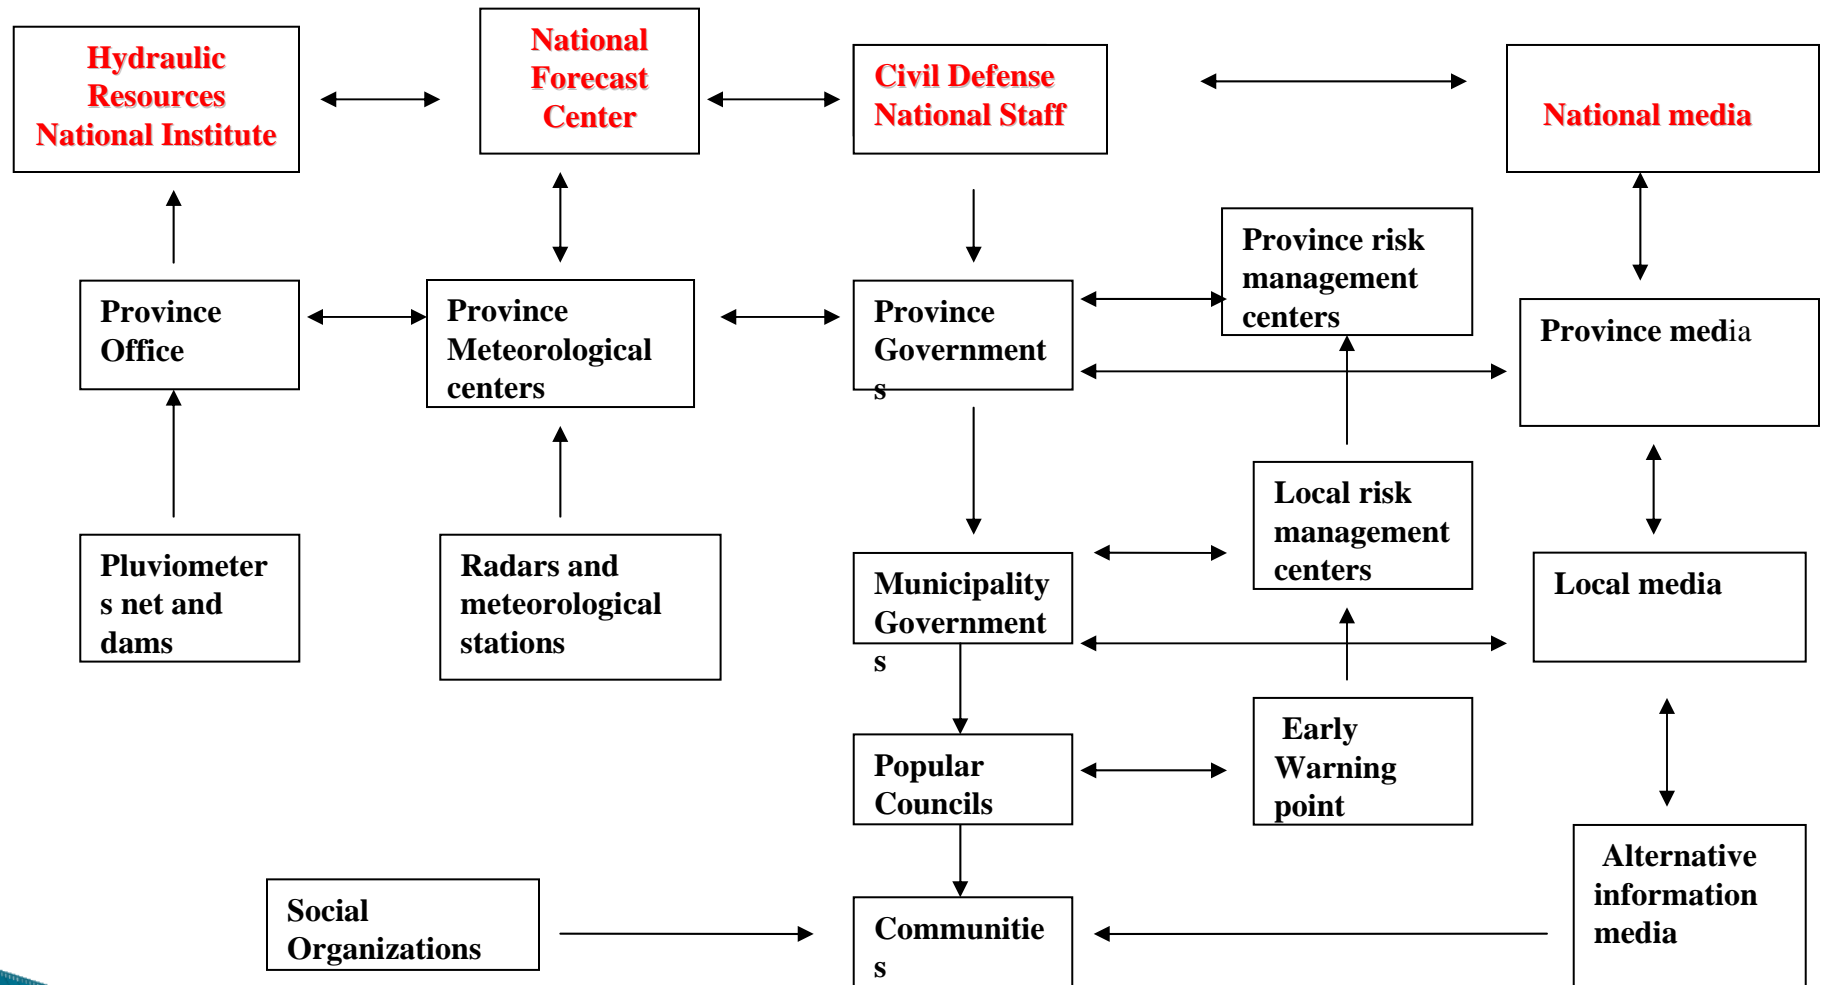 Hydraulic
Resources
National Institute
National
Forecast
Center
Civil Defense
National Staff
National media
Province
Office
Province
Meteorological
centers
Province
Government
s
Province risk
management
centers
Province media
Pluviometer
s net and
dams
Radars and
meteorological
stations
Municipality
Government
s
Local risk
management
centers
Local media
Popular
Councils
Early
Warning
point
Social
Organizations
Communitie
s
Alternative
information
media